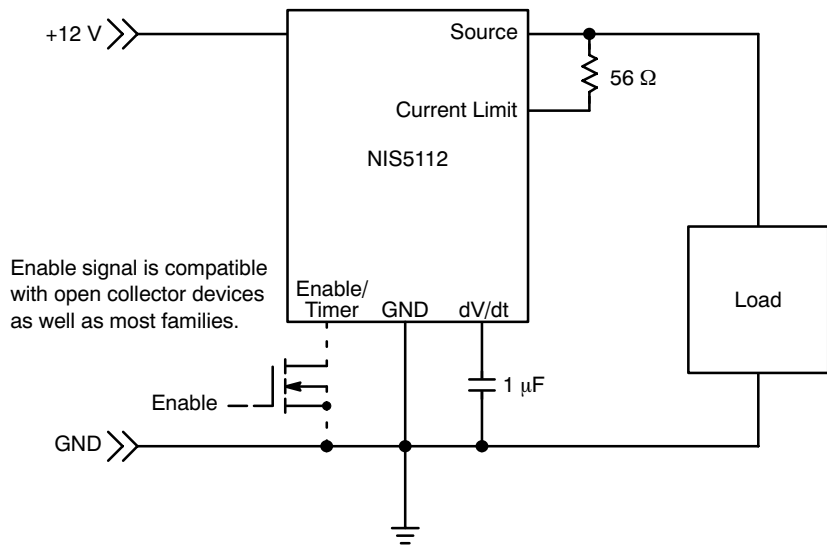 +12 V
Source
56 Ω
Current Limit
NIS5112
Enable signal is compatible
with open collector devices
as well as most families.
Enable/
Timer
GND
dV/dt
Load
1 μF
Enable
GND